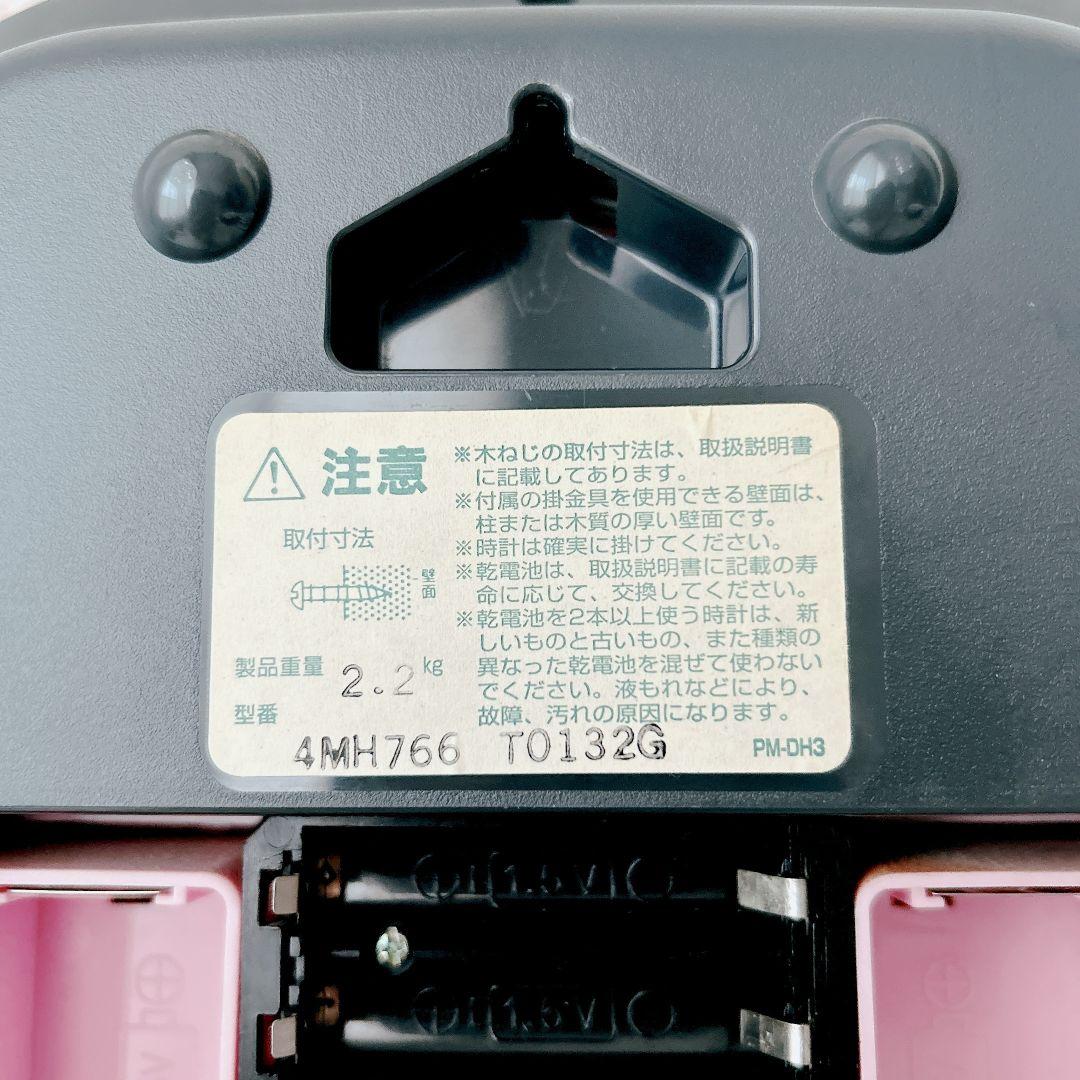 注意
取付寸法
壁面
製品重量 2.2 kg
型番
4MH766 T0132G
※木ねじの取付寸法は、取扱説明書
に記載してあります。
※付属の掛金具を使用できる壁面は、
柱または木質の厚い壁面です。
※時計は確実に掛けてください。
※乾電池は、取扱説明書に記載の寿
命に応じて、交換してください。
※乾電池を2本以上使う時計は、新
しいものと古いもの、また種類の
異なった乾電池を混ぜて使わない
でください。液もれなどにより、
故障、汚れの原因になります。
PM-DH3
1.5V
1.5V